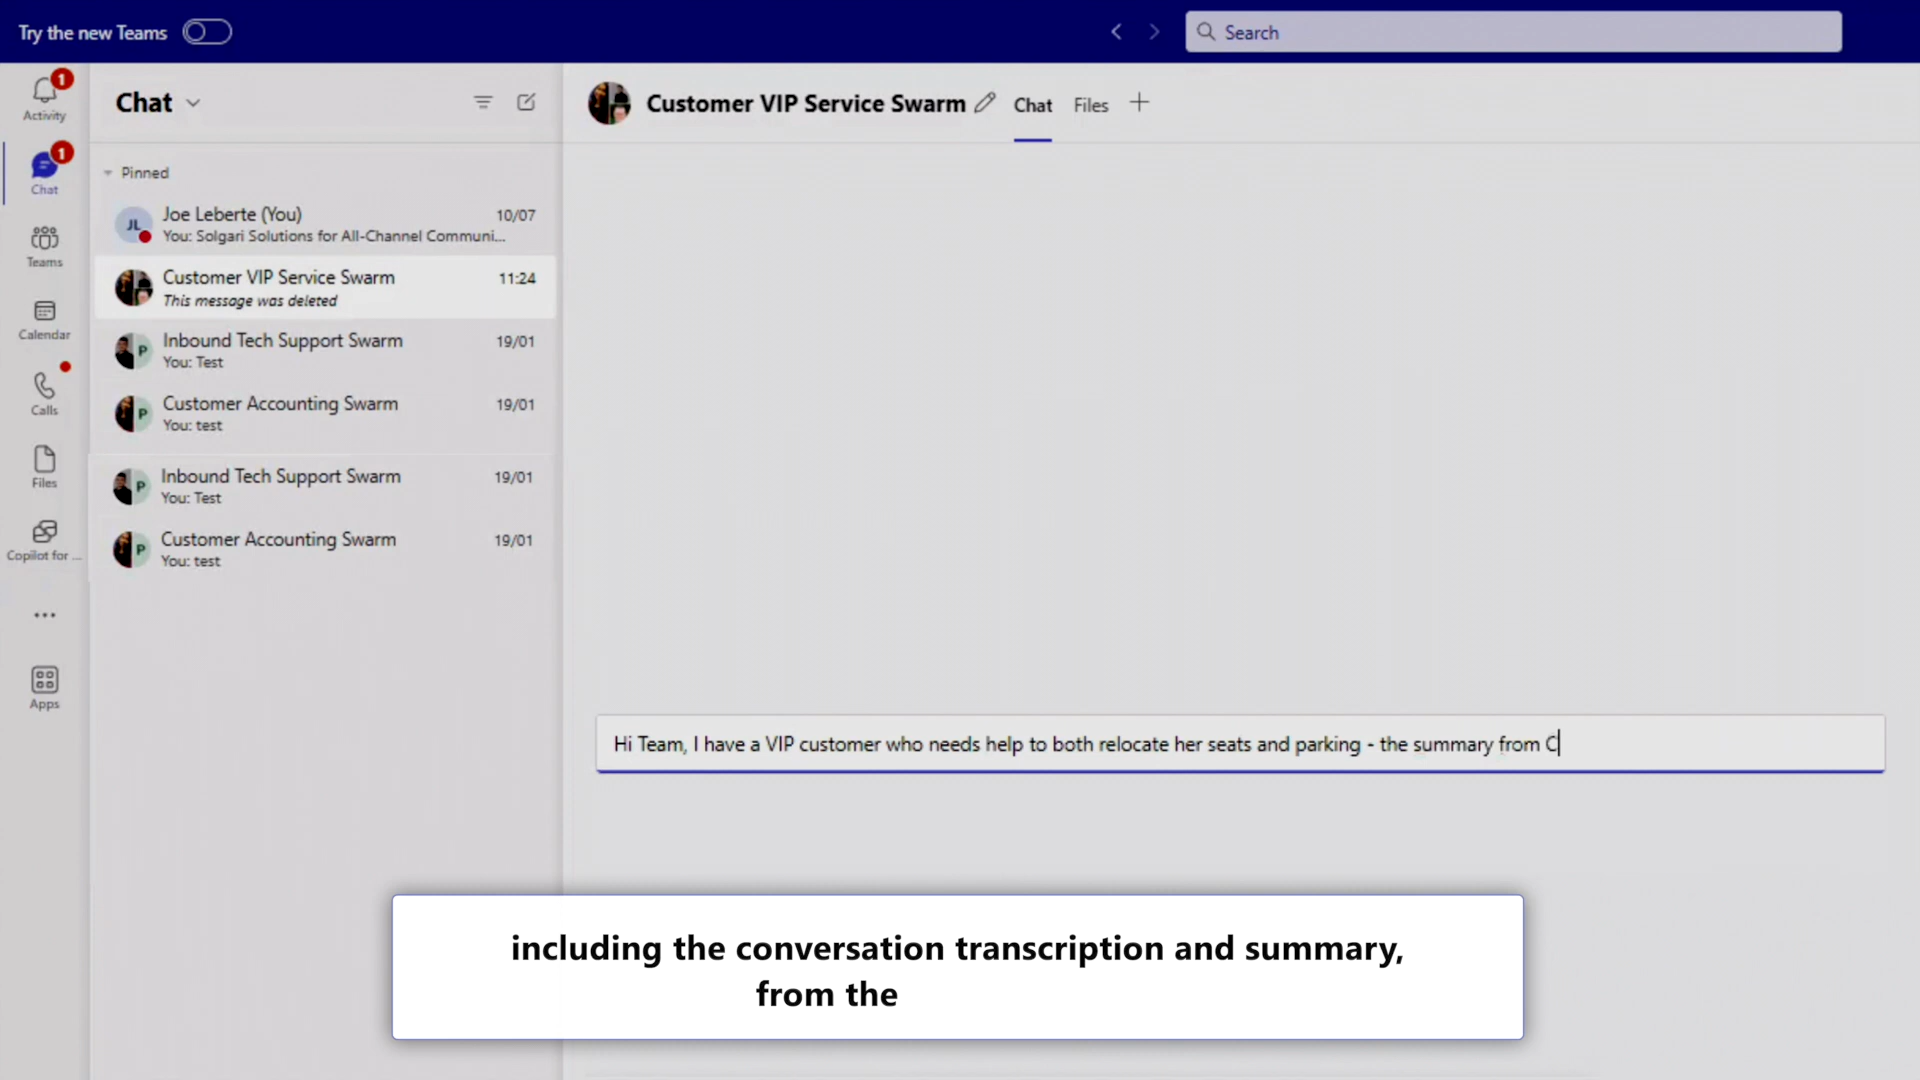 Try the new Teams
Search
1
Activity
1
Chat
Teams
Calendar
Calls
Files
Copilot for ...
Apps
Chat
Pinned
JL
Joe Leberte (You)
10/07
You: Solgari Solutions for All-Channel Communi...
Customer VIP Service Swarm
11:24
This message was deleted
P
Inbound Tech Support Swarm
19/01
You: Test
P
Customer Accounting Swarm
19/01
You: test
P
Inbound Tech Support Swarm
19/01
You: Test
P
Customer Accounting Swarm
19/01
You: test
Customer VIP Service Swarm
Chat
Files
Hi Team, I have a VIP customer who needs help to both relocate her seats and parking - the summary from C
including the conversation transcription and summary,
from the